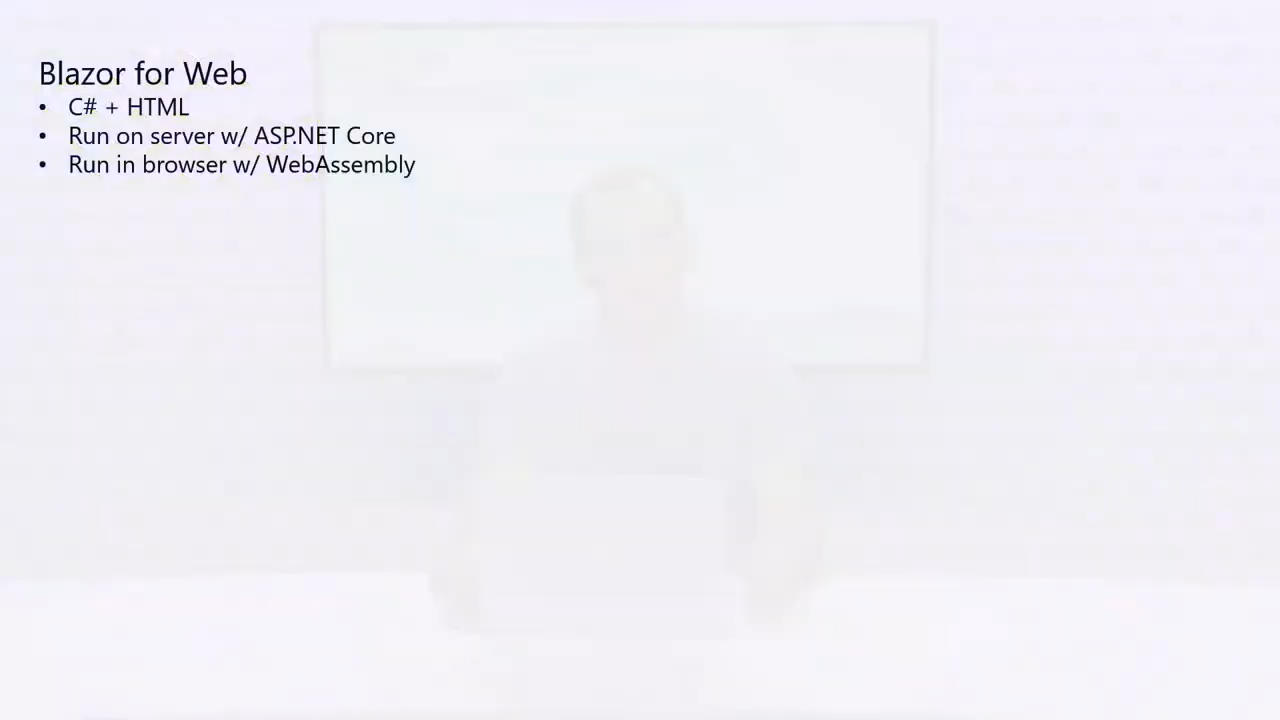 Blazor for Web
• C# + HTML
• Run on server w/ ASP.NET Core
• Run in browser w/ WebAssembly